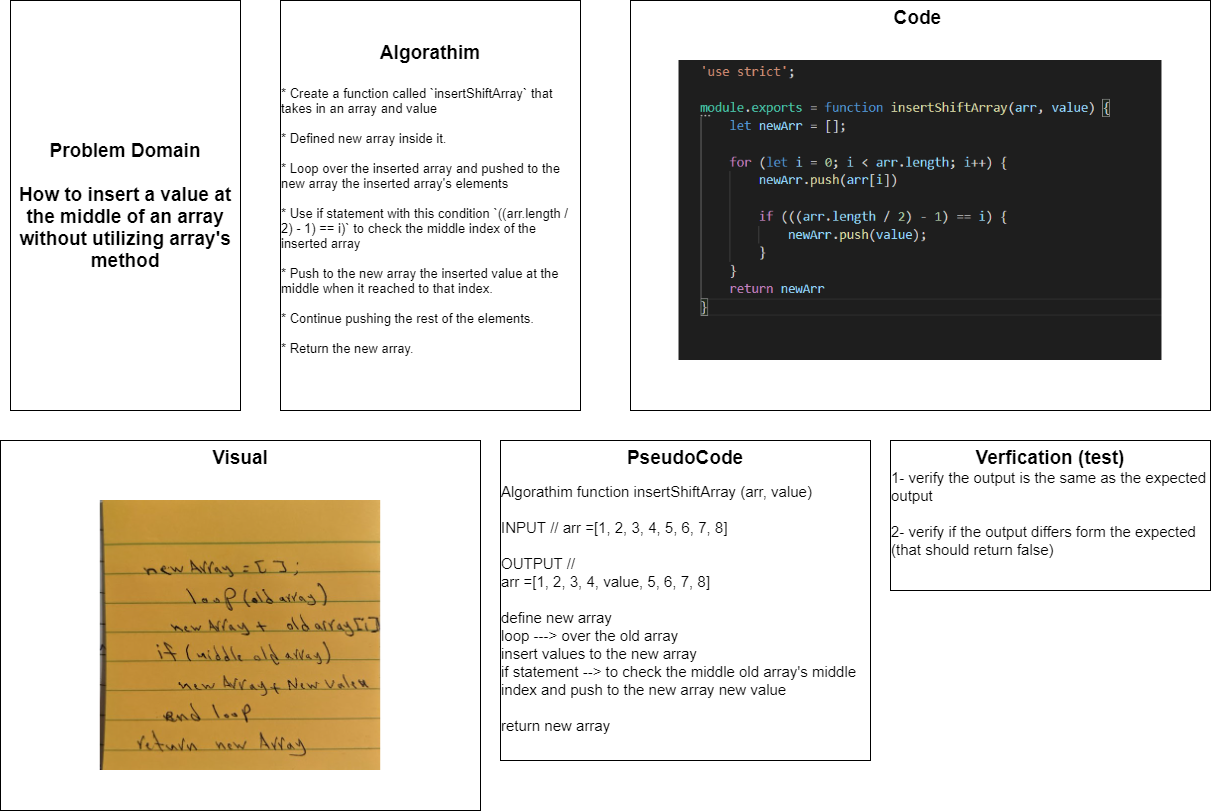 Problem Domain
How to insert a value at
the middle of an array
without utilizing array's
method
Algorathim
* Create a function called `insertShiftArray` that
takes in an array and value
* Defined new array inside it.
* Loop over the inserted array and pushed to the
new array the inserted array's elements
* Use if statement with this condition `((arr.length /
2) - 1) == i)` to check the middle index of the
inserted array
* Push to the new array the inserted value at the
middle when it reached to that index.
* Continue pushing the rest of the elements.
* Return the new array.
Code
'use strict';
module.exports = function insertShiftArray(arr, value) {
let newArr = [];
for (let i = 0; i < arr.length; i++) {
newArr.push(arr[i])
if (((arr.length / 2) - 1) == i) {
newArr.push(value);
}
}
return newArr
}
Visual
new Array = [ ];
loop (old array)
new Array + old array[i]
if (middle old array)
new Array + New Value
end loop
return new Array
PseudoCode
Algorathim function insertShiftArray (arr, value)
INPUT // arr =[1, 2, 3, 4, 5, 6, 7, 8]
OUTPUT //
arr =[1, 2, 3, 4, value, 5, 6, 7, 8]
define new array
loop ---> over the old array
insert values to the new array
if statement --> to check the middle old array's middle
index and push to the new array new value
return new array
Verfication (test)
1- verify the output is the same as the expected
output
2- verify if the output differs form the expected
(that should return false)